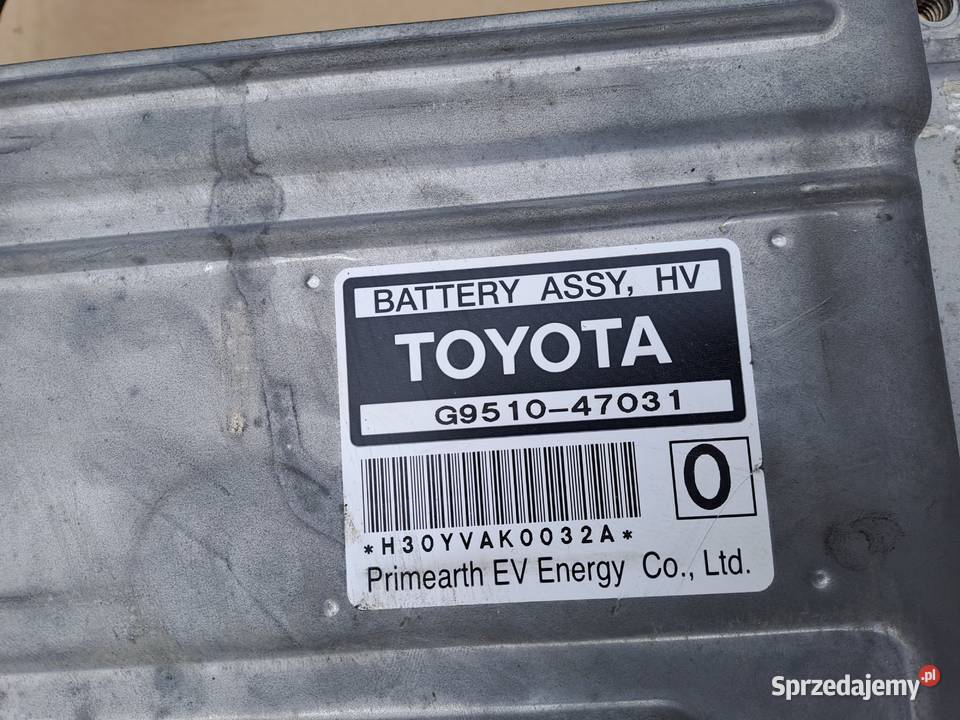 BATTERY ASSY, HV
TOYOTA
G9510-47031
0
*H30YVAK0032A*
Primearth EV Energy Co., Ltd.
Sprzedajemy.pl